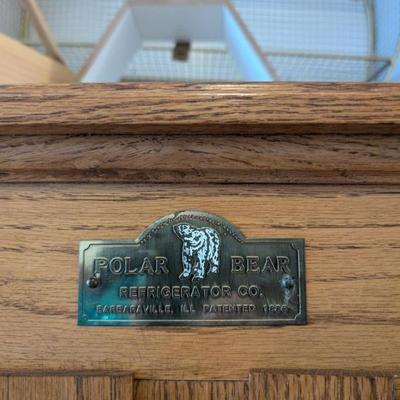 POLAR BEAR
REFRIGERATOR CO.
BARBARAVILLE, ILL PATENTED